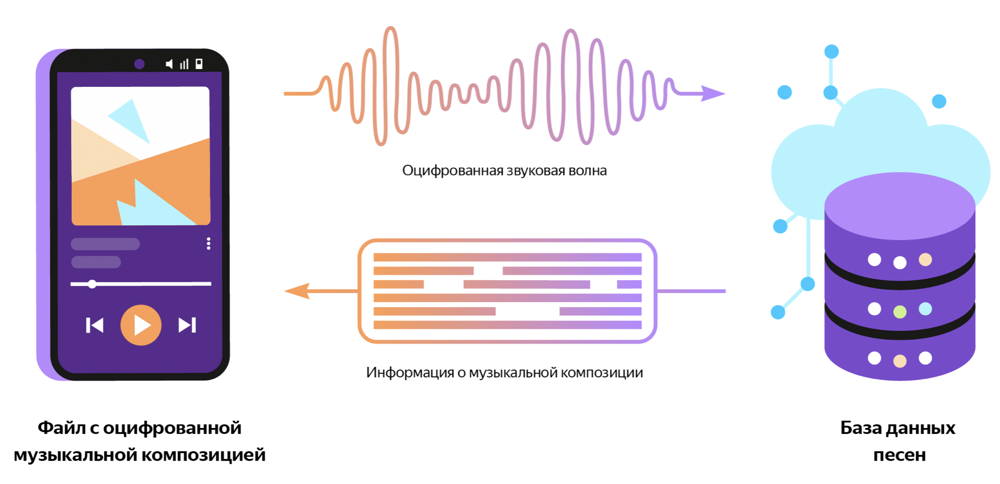 Оцифрованная звуковая волна
Информация о музыкальной композиции
Файл с оцифрованной
музыкальной композицией
База данных
песен